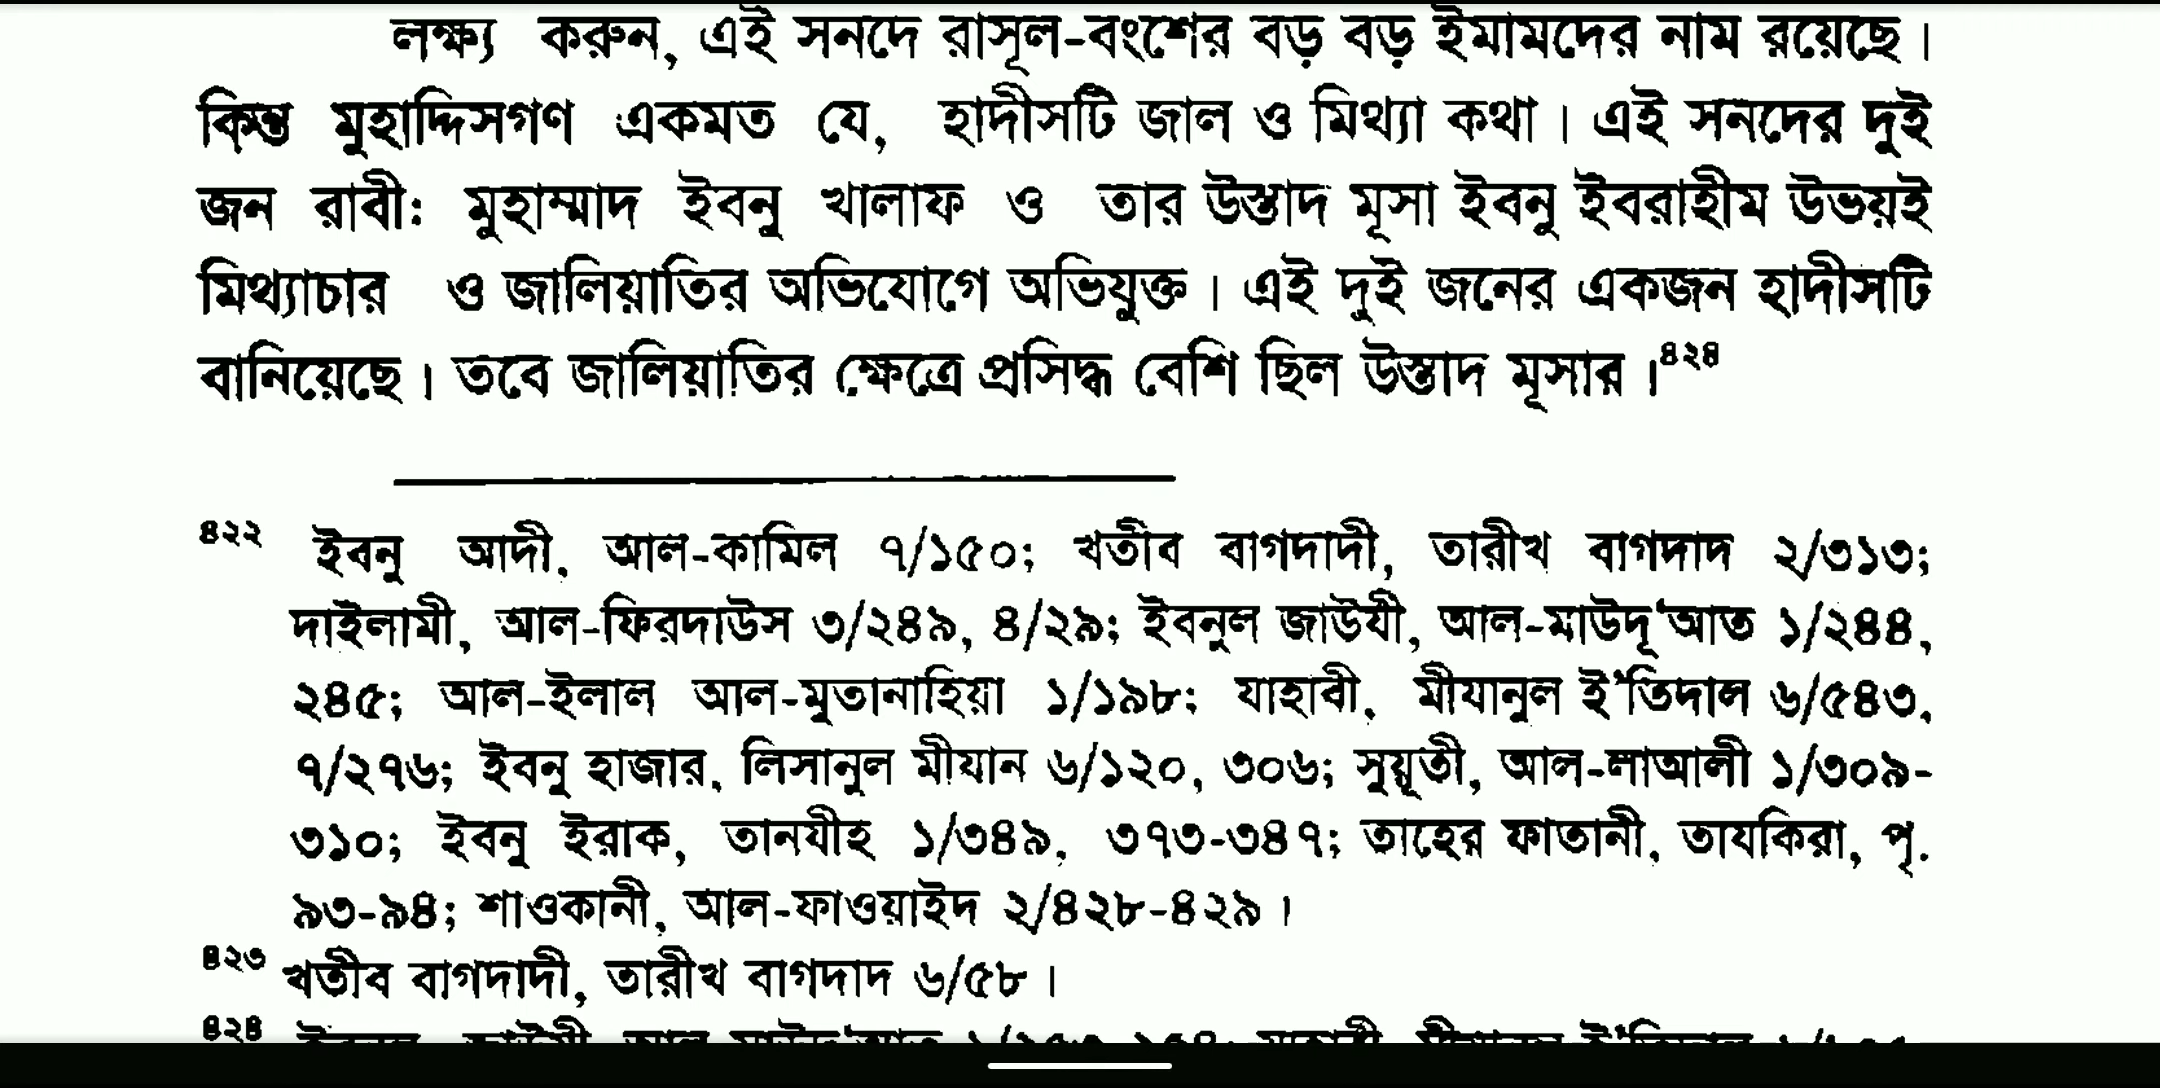 লক্ষ্য করুন, এই সনদে রাসূল-বংশের বড় বড় ইমামদের নাম রয়েছে।
কিন্তু মুহাদ্দিসগণ একমত যে, হাদীসটি জাল ও মিথ্যা কথা। এই সনদের দুই
জন রাবী: মুহাম্মাদ ইবনু খালাফ ও তার উস্তাদ মূসা ইবনু ইবরাহীম উভয়ই
মিথ্যাচার ও জালিয়াতির অভিযোগে অভিযুক্ত। এই দুই জনের একজন হাদীসটি
বানিয়েছে। তবে জালিয়াতির ক্ষেত্রে প্রসিদ্ধ বেশি ছিল উস্তাদ মূসার।৪২৪
৪২২ ইবনু আদী, আল-কামিল ৭/১৫০; খতীব বাগদাদী, তারীখ বাগদাদ ২/৩১৩;
দাইলামী, আল-ফিরদাউস ৩/২৪৯, ৪/২৯; ইবনুল জাউযী, আল-মাউদূ‘আত ১/২৪৪,
২৪৫; আল-ইলাল আল-মুতানাহিয়া ১/১৯৮; যাহাবী, মীযানুল ই’তিদাল ৬/৫৪৩,
৭/২৭৬; ইবনু হাজার, লিসানুল মীযান ৬/১২০, ৩০৬; সুয়ূতী, আল-লাআলী ১/৩০৯-
৩১০; ইবনু ইরাক, তানযীহ ১/৩৪৯, ৩৭৩-৩৪৭; তাহের ফাতানী, তাযকিরা, পৃ.
৯৩-৯৪; শাওকানী, আল-ফাওয়াইদ ২/৪২৮-৪২৯।
৪২৩ খতীব বাগদাদী, তারীখ বাগদাদ ৬/৫৮।
৪২৪